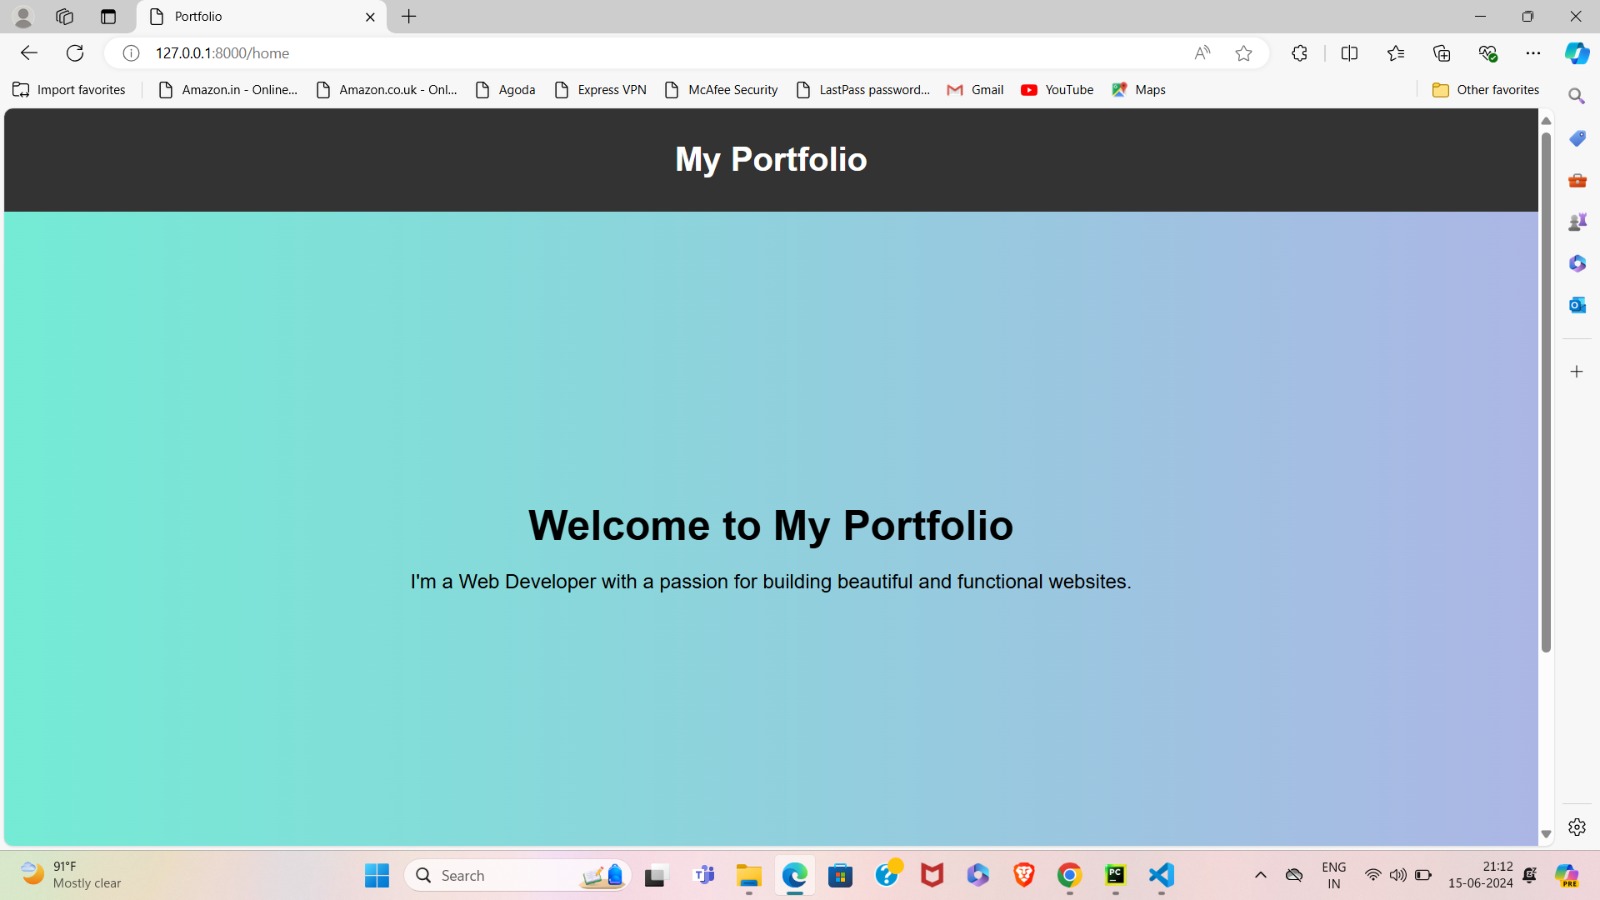 Portfolio
127.0.0.1:8000/home
Import favorites
Amazon.in - Online...
Amazon.co.uk - Onl...
Agoda
Express VPN
McAfee Security
LastPass password...
Gmail
YouTube
Maps
Other favorites
My Portfolio
Welcome to My Portfolio
I'm a Web Developer with a passion for building beautiful and functional websites.
91°F
Mostly clear
Search
PC
ENG
IN
21:12
15-06-2024
PRE